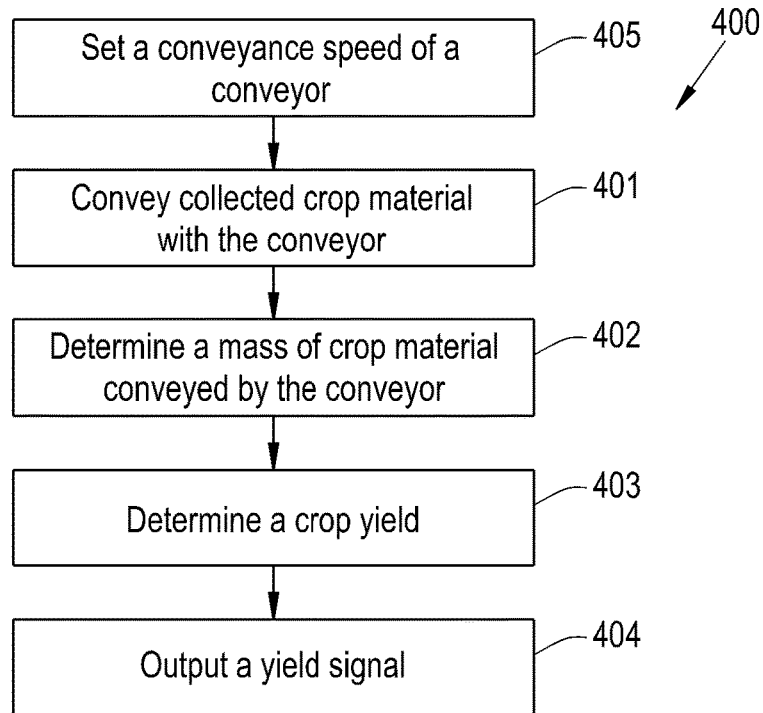 400
Set a conveyance speed of a
conveyor
405
Convey collected crop material
with the conveyor
401
Determine a mass of crop material
conveyed by the conveyor
402
Determine a crop yield
403
Output a yield signal
404